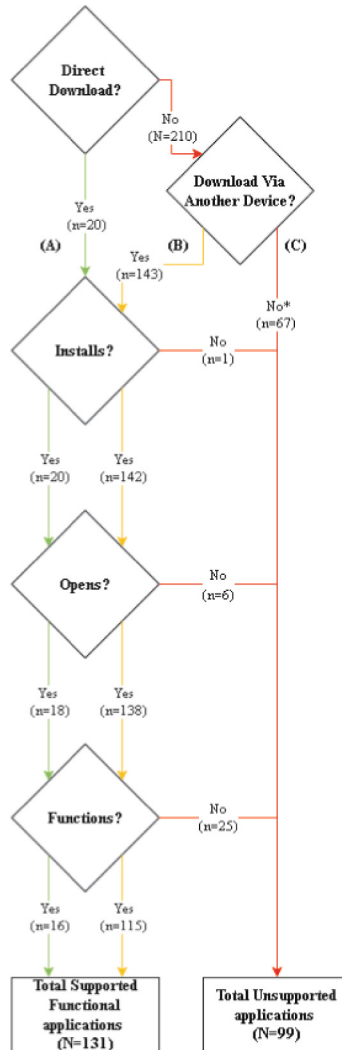 Direct
Download?
No
(N=210)
Download Via
Another Device?
Yes
(n=20)
(A)
(B)
(C)
Yes
(n=143)
No*
(n=67)
Installs?
No
(n=1)
Yes
(n=20)
Yes
(n=142)
Opens?
No
(n=6)
Yes
(n=18)
Yes
(n=138)
Functions?
No
(n=25)
Yes
(n=16)
Yes
(n=115)
Total Supported
Functional
applications
(N=131)
Total Unsupported
applications
(N=99)